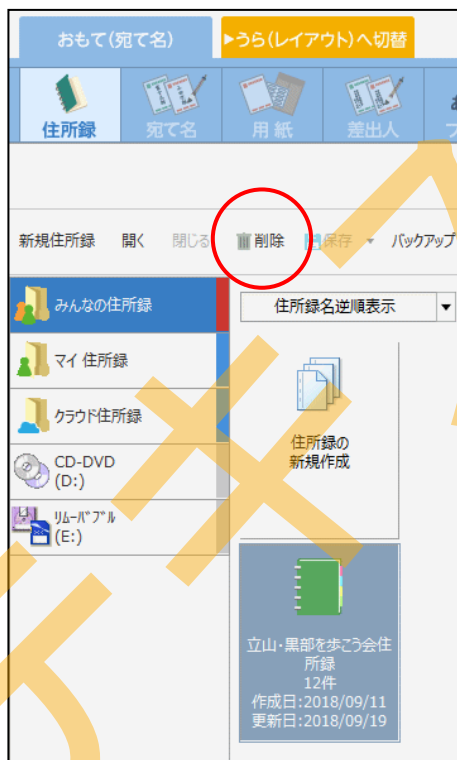 おもて(宛て名)
▶うら(レイアウト)へ切替
住所録
宛て名
用紙
差出人
新規住所録 開く 閉じる 削除 保存 バックアップ
みんなの住所録
住所録名逆順表示
マイ 住所録
クラウド住所録
CD-DVD
(D:)
ﾘﾑｰﾊﾞﾌﾞﾙ
(E:)
住所録の
新規作成
立山・黒部を歩こう会住
所録
12件
作成日:2018/09/11
更新日:2018/09/19